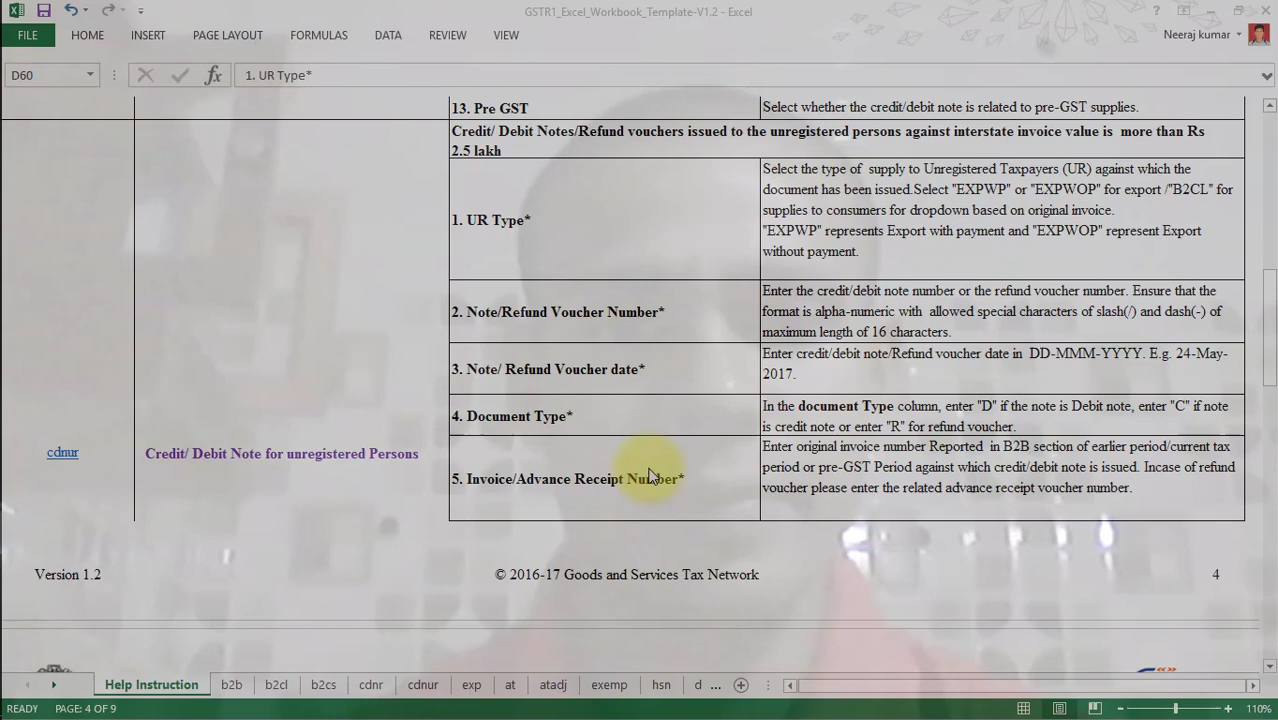 GSTR1_Excel_Workbook_Template-V1.2 - Excel
FILE HOME INSERT PAGE LAYOUT FORMULAS DATA REVIEW VIEW
Neeraj kumar
D60 fx 1. UR Type*
13. Pre GST
Select whether the credit/debit note is related to pre-GST supplies.
Credit/ Debit Notes/Refund vouchers issued to the unregistered persons against interstate invoice value is more than Rs
2.5 lakh
1. UR Type*
Select the type of supply to Unregistered Taxpayers (UR) against which the
document has been issued.Select "EXPWP" or "EXPWOP" for export /"B2CL" for
supplies to consumers for dropdown based on original invoice.
"EXPWP" represents Export with payment and "EXPWOP" represent Export
without payment.
2. Note/Refund Voucher Number*
Enter the credit/debit note number or the refund voucher number. Ensure that the
format is alpha-numeric with allowed special characters of slash(/) and dash(-) of
maximum length of 16 characters.
3. Note/ Refund Voucher date*
Enter credit/debit note/Refund voucher date in DD-MMM-YYYY. E.g. 24-May-
2017.
4. Document Type*
In the document Type column, enter "D" if the note is Debit note, enter "C" if note
is credit note or enter "R" for refund voucher.
cdnur
Credit/ Debit Note for unregistered Persons
5. Invoice/Advance Receipt Number*
Enter original invoice number Reported in B2B section of earlier period/current tax
period or pre-GST Period against which credit/debit note is issued. Incase of refund
voucher please enter the related advance receipt voucher number.
Version 1.2
© 2016-17 Goods and Services Tax Network
4
Help Instruction b2b b2cl b2cs cdnr cdnur exp at atadj exemp hsn d ...
READY PAGE: 4 OF 9
110%